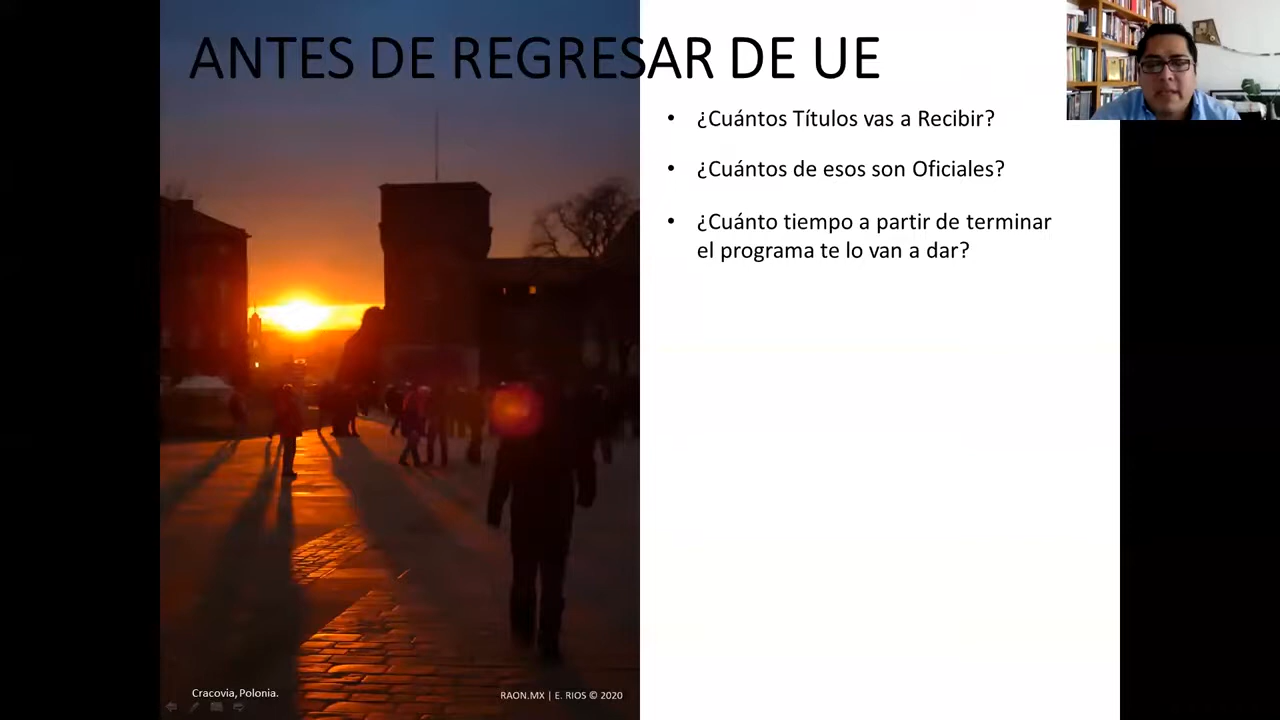 ANTES DE REGRESAR DE UE
• ¿Cuántos Títulos vas a Recibir?
• ¿Cuántos de esos son Oficiales?
• ¿Cuánto tiempo a partir de terminar
el programa te lo van a dar?
Cracovia, Polonia.
RAON.MX | E. RIOS © 2020